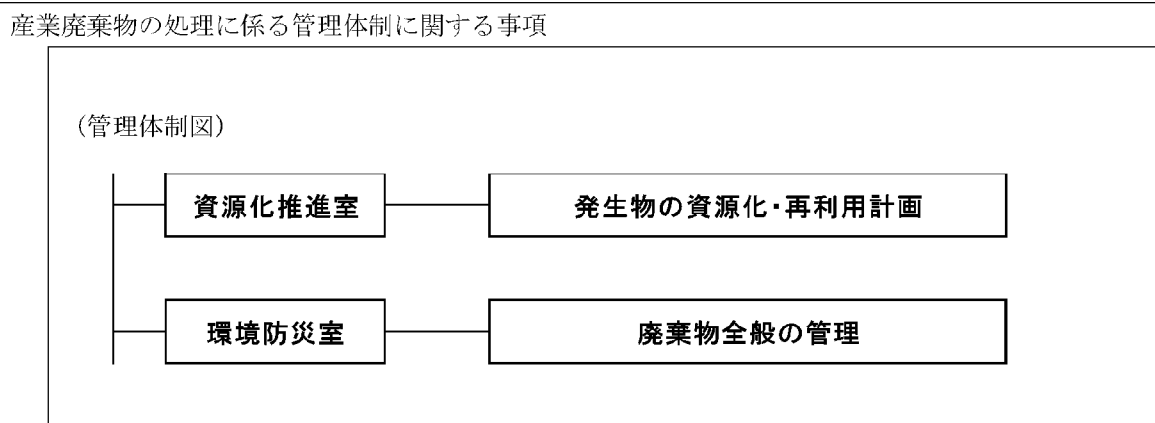 産業廃棄物の処理に係る管理体制に関する事項
（管理体制図）
資源化推進室 発生物の資源化・再利用計画
環境防災室 廃棄物全般の管理